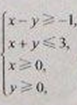 x-y⩾-1,
x+y⩽3,
x⩾0,
y⩾0,